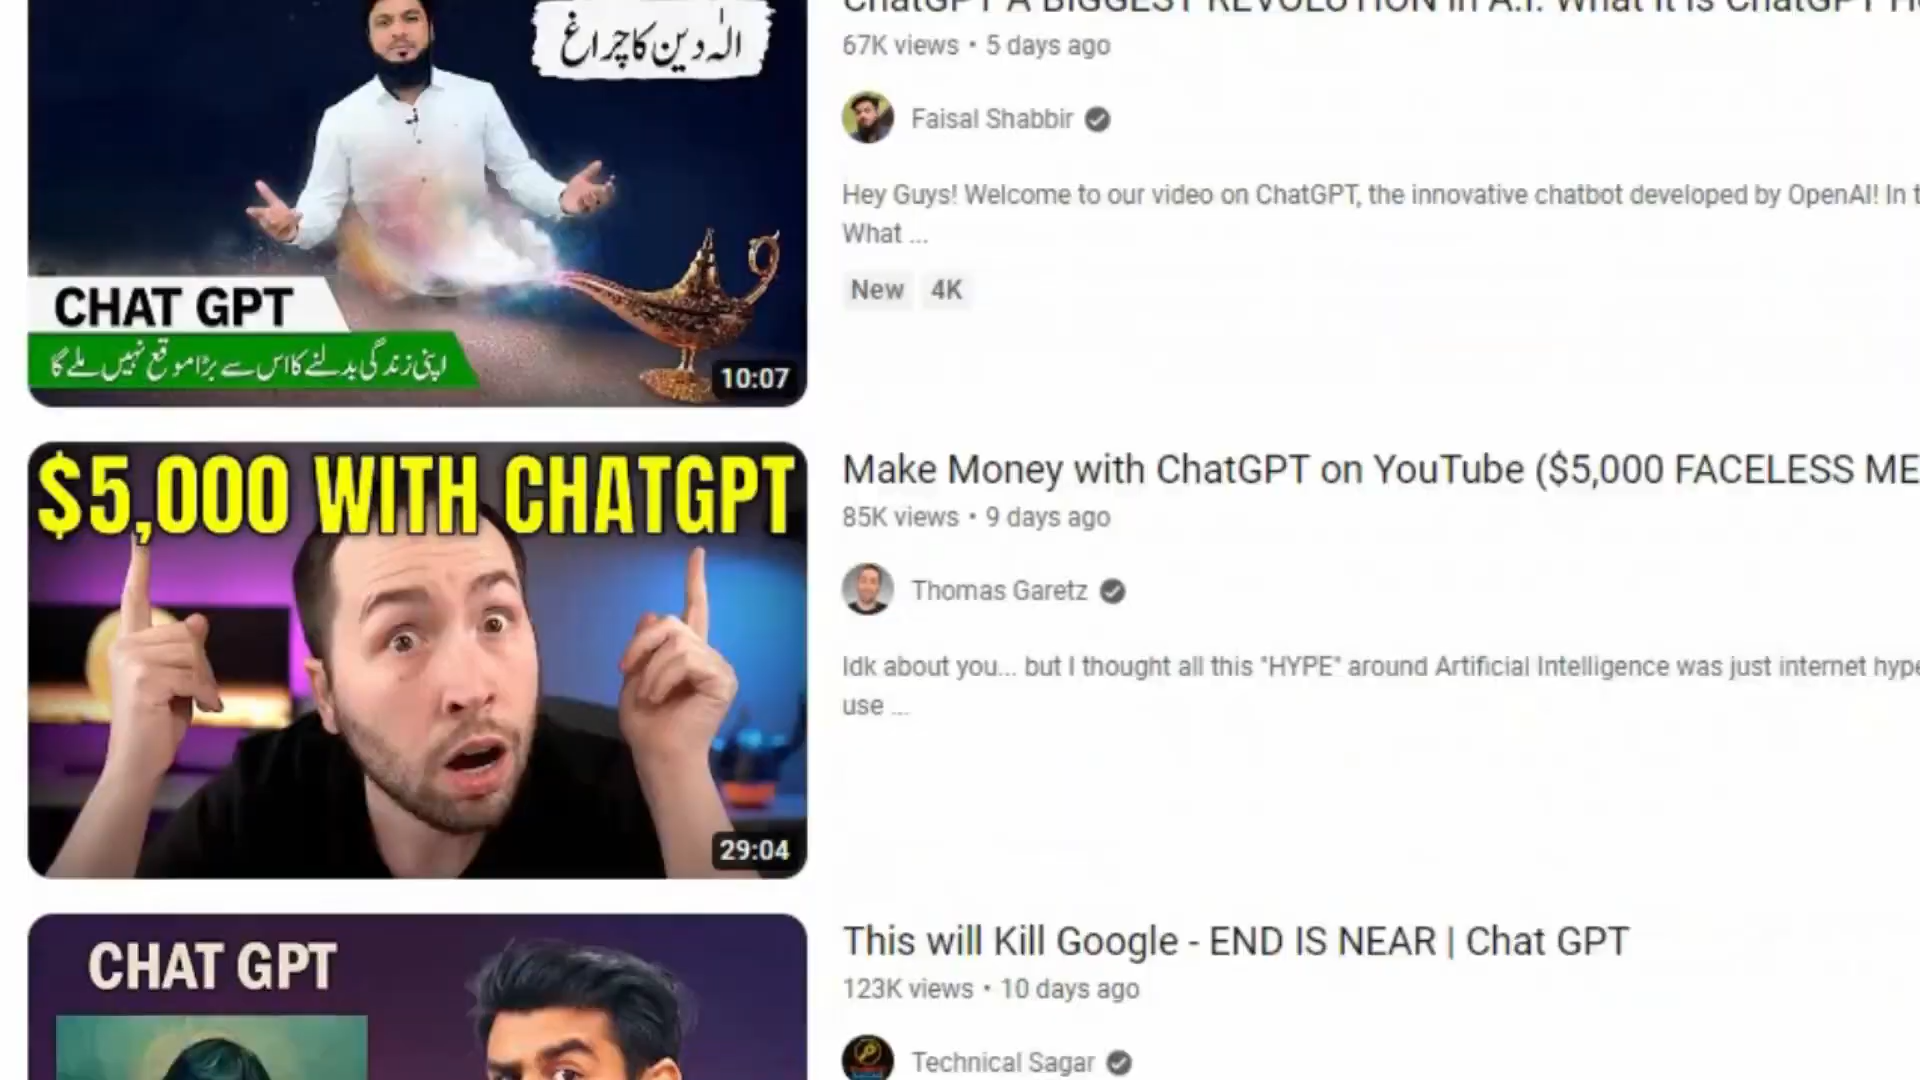 الہٰ دین کا چراغ
CHAT GPT
اپنی زندگی بدلنے کا اس سے بڑا موقع نہیں ملے گا
10:07
ChatGPT A BIGGEST REVOLUTION in A.I. What it is ChatGPT
67K views • 5 days ago
Faisal Shabbir
Hey Guys! Welcome to our video on ChatGPT, the innovative chatbot developed by OpenAI! In
What ...
New 4K
$5,000 WITH CHATGPT
29:04
Make Money with ChatGPT on YouTube ($5,000 FACELESS ME
85K views • 9 days ago
Thomas Garetz
Idk about you... but I thought all this "HYPE" around Artificial Intelligence was just internet hype
use ...
CHAT GPT
This will Kill Google - END IS NEAR | Chat GPT
123K views • 10 days ago
Technical Sagar